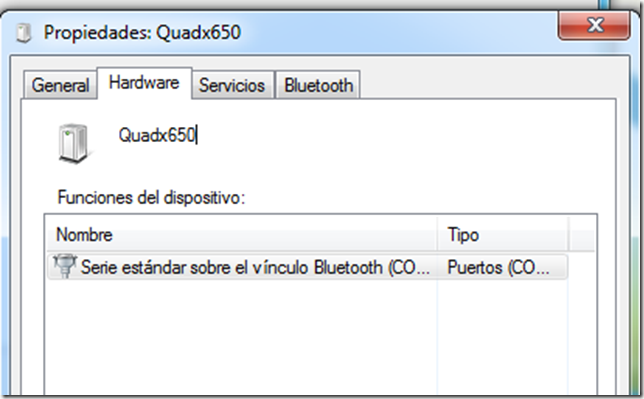 Propiedades: Quadx650
General Hardware Servicios Bluetooth
Quadx650
Funciones del dispositivo:
Nombre Tipo
Serie estándar sobre el vínculo Bluetooth (CO... Puertos (CO...